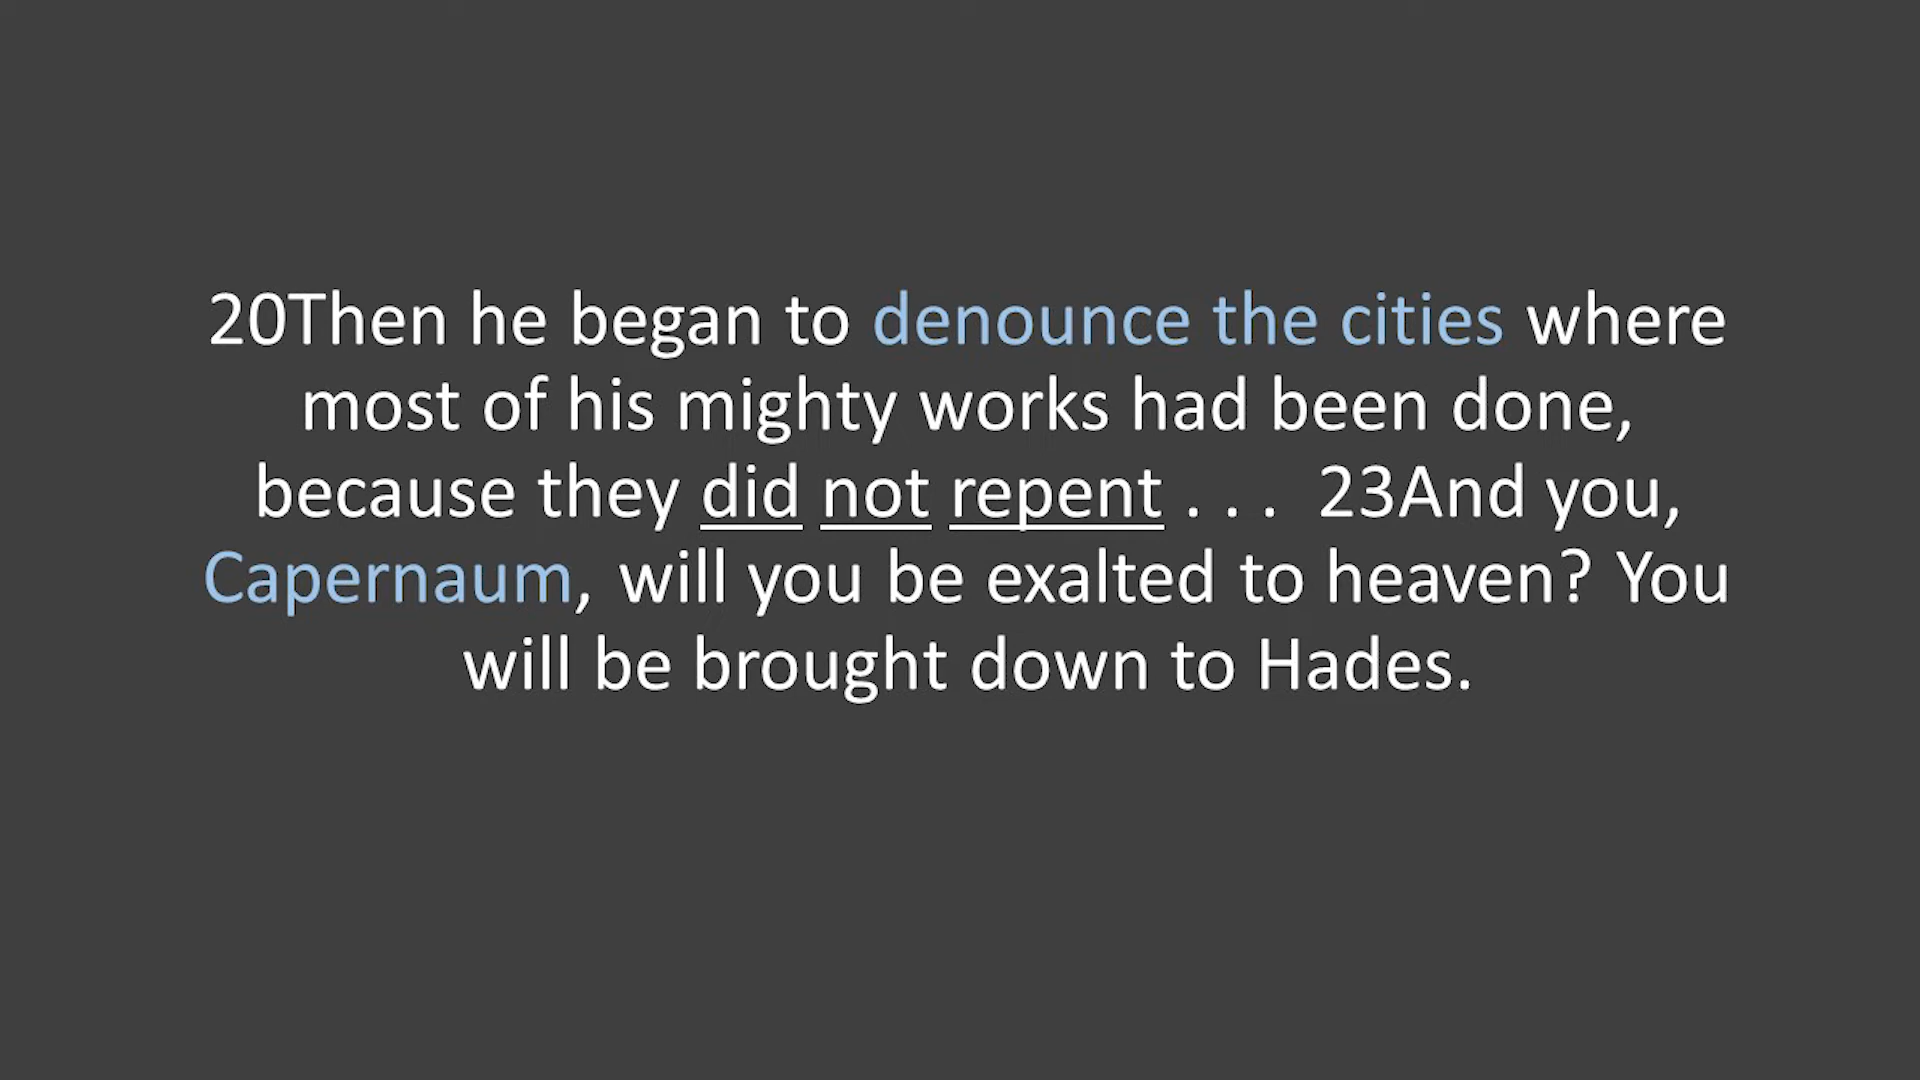 20Then he began to denounce the cities where
most of his mighty works had been done,
because they did not repent . . .  23And you,
Capernaum, will you be exalted to heaven? You
will be brought down to Hades.